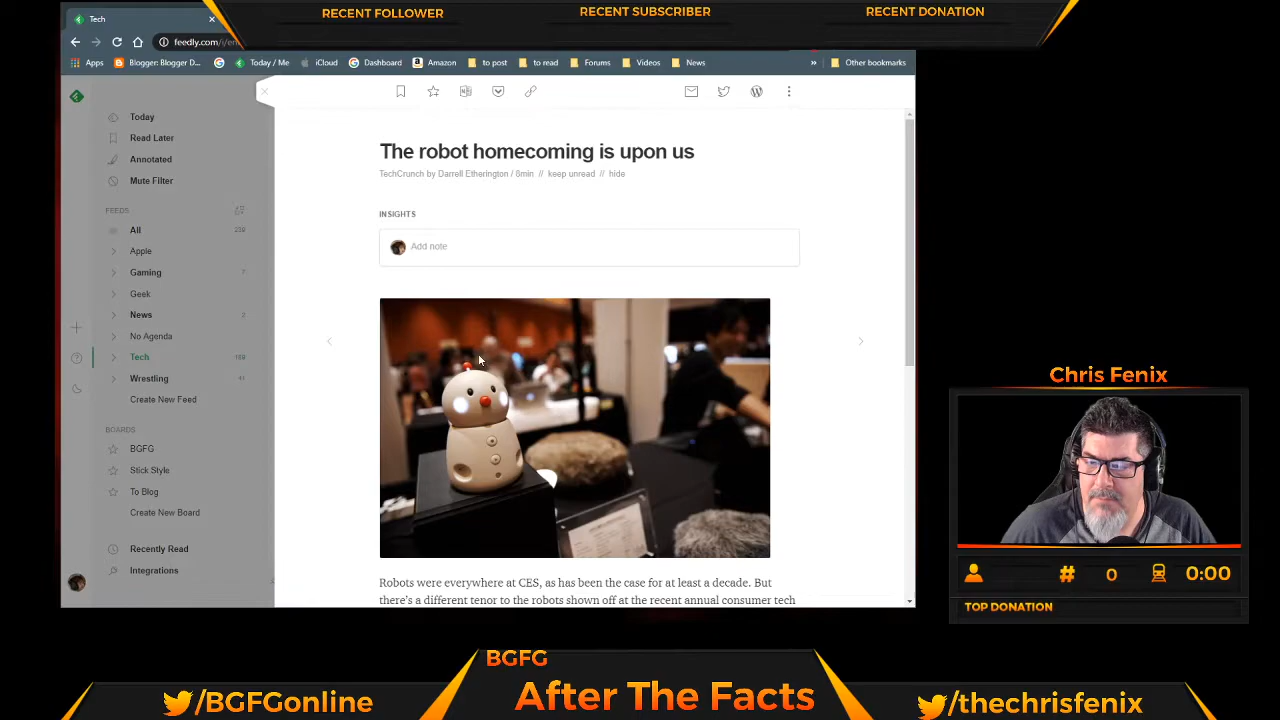 RECENT FOLLOWER
RECENT SUBSCRIBER
RECENT DONATION
Tech
feedly.com/i/en
Apps
Blogger: Blogger D...
Today / Me
iCloud
Dashboard
Amazon
to post
to read
Forums
Videos
News
»
Other bookmarks
Today
Read Later
Annotated
Mute Filter
FEEDS
All 239
Apple
Gaming 7
Geek
News 2
No Agenda
Tech 189
Wrestling 41
Create New Feed
BOARDS
BGFG
Stick Style
To Blog
Create New Board
Recently Read
Integrations
The robot homecoming is upon us
TechCrunch by Darrell Etherington / 8min // keep unread // hide
INSIGHTS
Add note
Robots were everywhere at CES, as has been the case for at least a decade. But
there's a different tenor to the robots shown off at the recent annual consumer tech
Chris Fenix
# 0 0:00
TOP DONATION
BGFG
After The Facts
/BGFGonline
/thechrisfenix